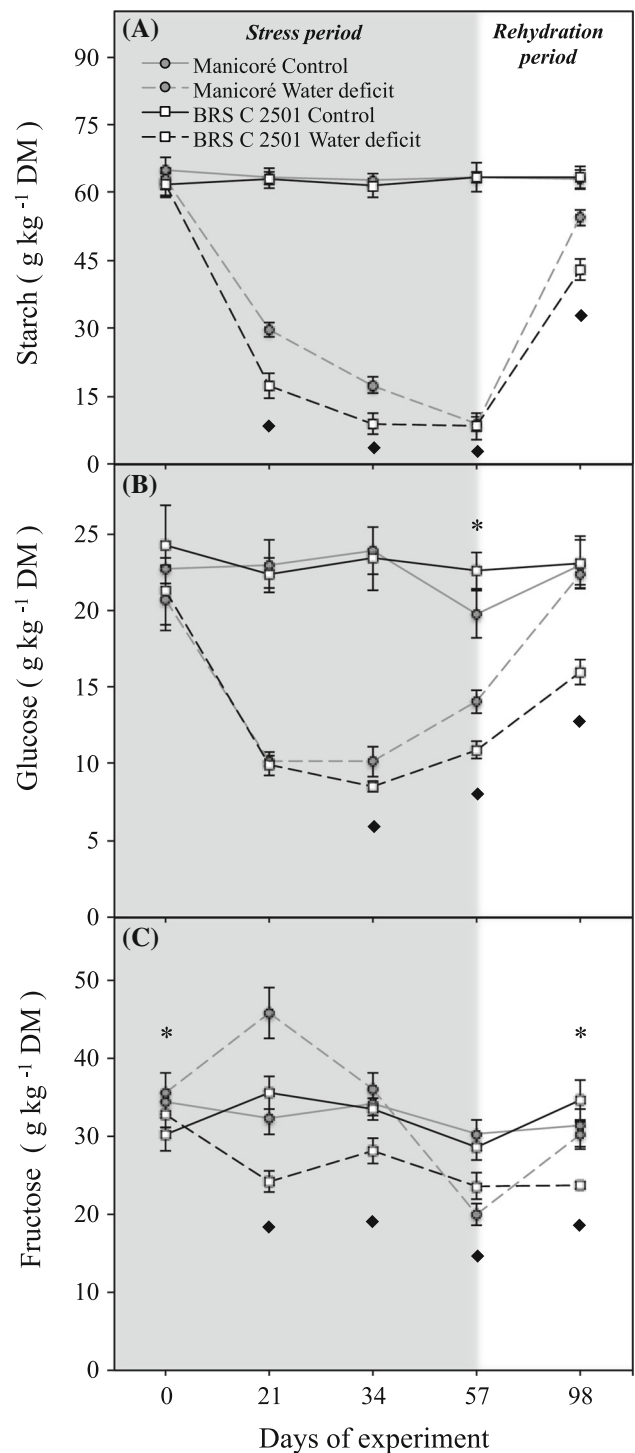 (A)
Stress period
Rehydration
period
Manicoré Control
Manicoré Water deficit
BRS C 2501 Control
BRS C 2501 Water deficit
90
75
60
45
30
15
0
Starch ( g kg -1 DM )
(B)
*
25
20
15
10
5
0
Glucose ( g kg -1 DM )
(C)
*
*
50
40
30
20
10
0
Fructose ( g kg -1 DM )
0 21 34 57 98
Days of experiment